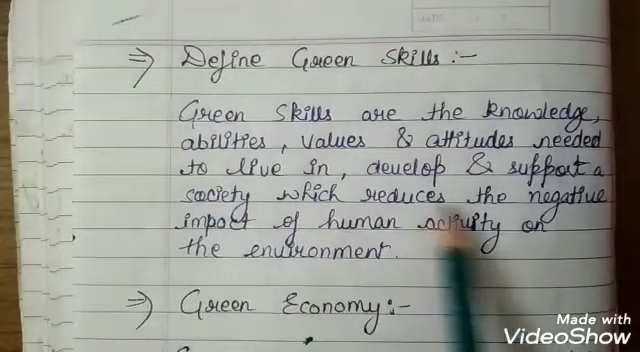 DATE
⇒ Define Green Skills :-
Green Skills are the knowledge,
abilities, values & attitudes needed
to live in, develop & support a
society which reduces the negative
impact of human activity on
the environment.
⇒ Green Economy:-
Made with
VideoShow